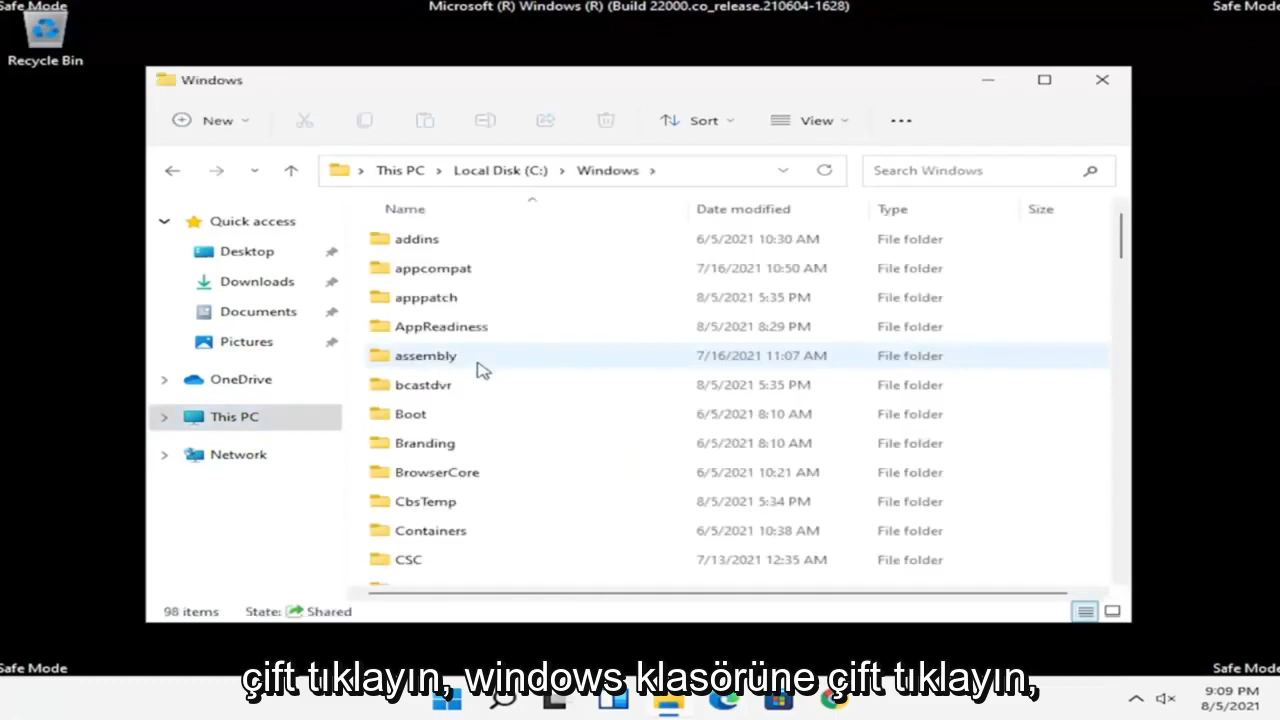 Safe Mode
Microsoft (R) Windows (R) (Build 22000.co_release.210604-1628)
Safe Mode
Recycle Bin
Windows
New
Sort
View
This PC > Local Disk (C:) > Windows >
Search Windows
Name
Date modified
Type
Size
Quick access
Desktop
Downloads
Documents
Pictures
OneDrive
This PC
Network
addins 6/5/2021 10:30 AM File folder
appcompat 7/16/2021 10:50 AM File folder
apppatch 8/5/2021 5:35 PM File folder
AppReadiness 8/5/2021 8:29 PM File folder
assembly 7/16/2021 11:07 AM File folder
bcastdvr 8/5/2021 5:35 PM File folder
Boot 6/5/2021 8:10 AM File folder
Branding 6/5/2021 8:10 AM File folder
BrowserCore 6/5/2021 10:21 AM File folder
CbsTemp 8/5/2021 5:34 PM File folder
Containers 6/5/2021 10:38 AM File folder
CSC 7/13/2021 12:35 AM File folder
98 items
State: Shared
Safe Mode
Safe Mode
çift tıklayın, windows klasörüne çift tıklayın,
9:09 PM
8/5/2021